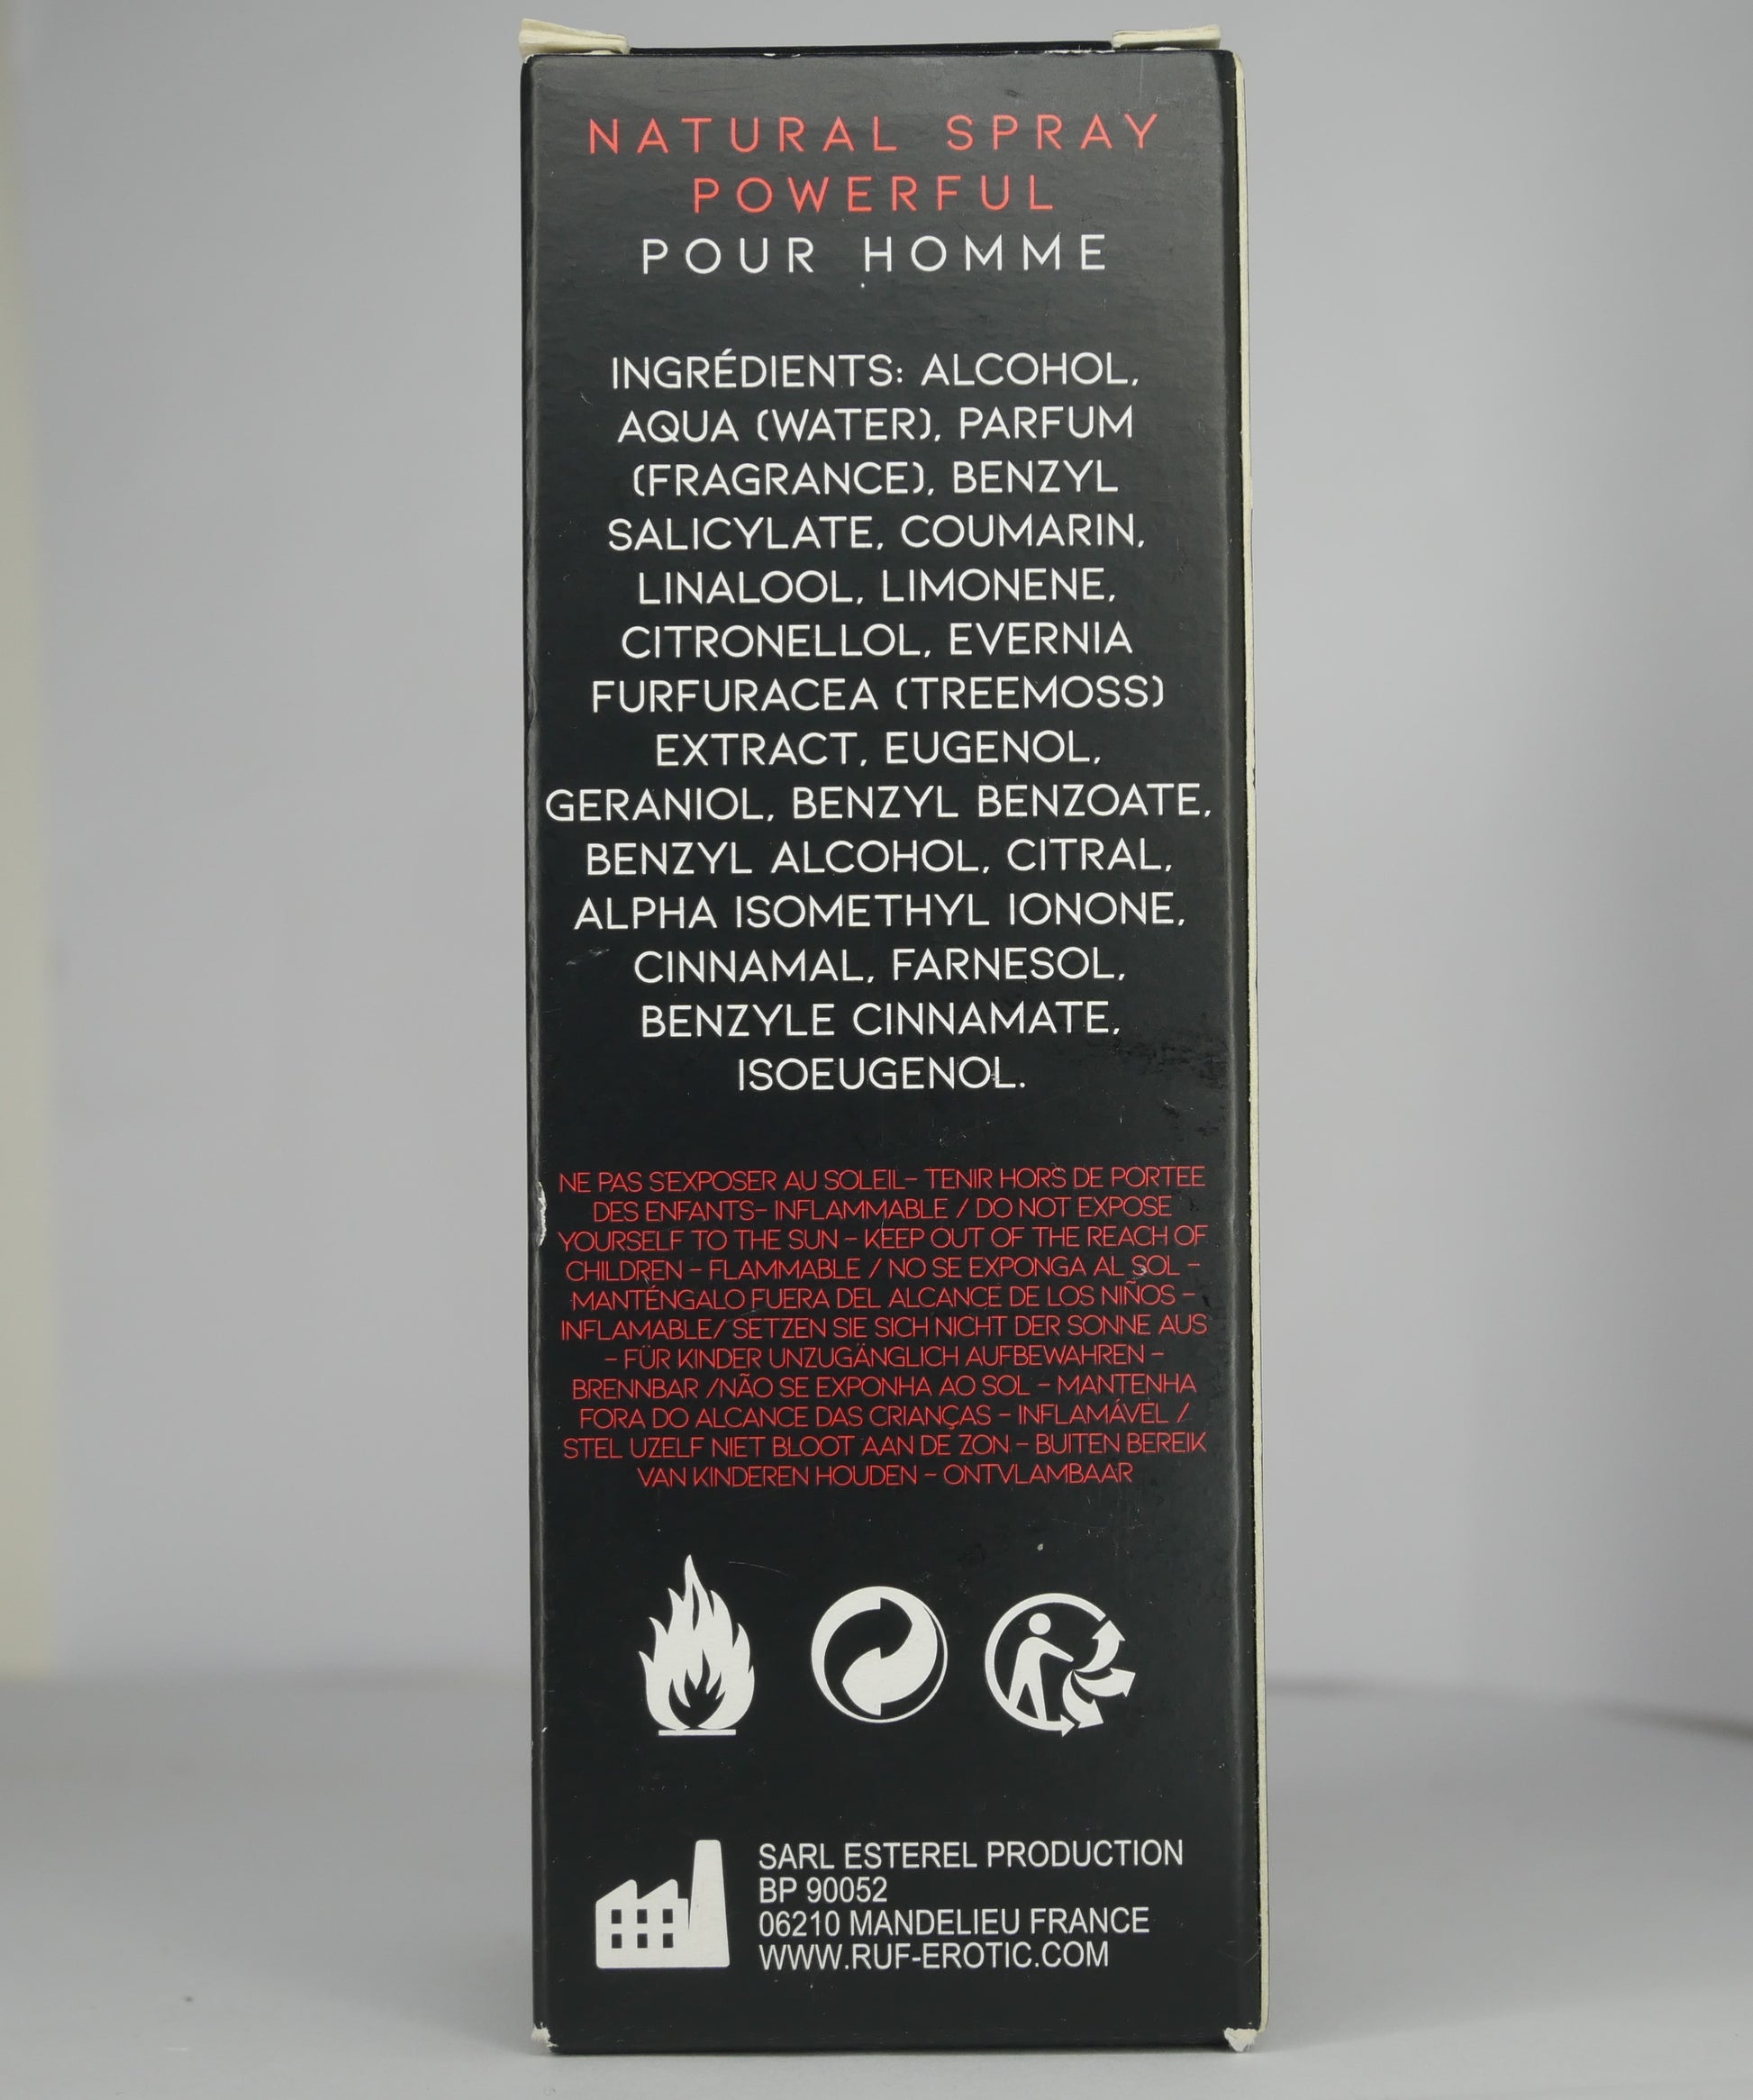 NATURAL SPRAY
POWERFUL
POUR HOMME
INGRÉDIENTS: ALCOHOL,
AQUA (WATER), PARFUM
(FRAGRANCE), BENZYL
SALICYLATE, COUMARIN,
LINALOOL, LIMONENE,
CITRONELLOL, EVERNIA
FURFURACEA (TREEMOSS)
EXTRACT, EUGENOL,
GERANIOL, BENZYL BENZOATE,
BENZYL ALCOHOL, CITRAL,
ALPHA ISOMETHYL IONONE,
CINNAMAL, FARNESOL,
BENZYLE CINNAMATE,
ISOEUGENOL.
NE PAS S'EXPOSER AU SOLEIL- TENIR HORS DE PORTEE
DES ENFANTS- INFLAMMABLE / DO NOT EXPOSE
YOURSELF TO THE SUN - KEEP OUT OF THE REACH OF
CHILDREN - FLAMMABLE / NO SE EXPONGA AL SOL -
MANTÉNGALO FUERA DEL ALCANCE DE LOS NIÑOS -
INFLAMABLE/ SETZEN SIE SICH NICHT DER SONNE AUS
- FÜR KINDER UNZUGÄNGLICH AUFBEWAHREN -
BRENNBAR /NÃO SE EXPONHA AO SOL - MANTENHA
FORA DO ALCANCE DAS CRIANÇAS - INFLAMÁVEL /
STEL UZELF NIET BLOOT AAN DE ZON - BUITEN BEREIK
VAN KINDEREN HOUDEN - ONTVLAMBAAR
SARL ESTEREL PRODUCTION
BP 90052
06210 MANDELIEU FRANCE
WWW.RUF-EROTIC.COM